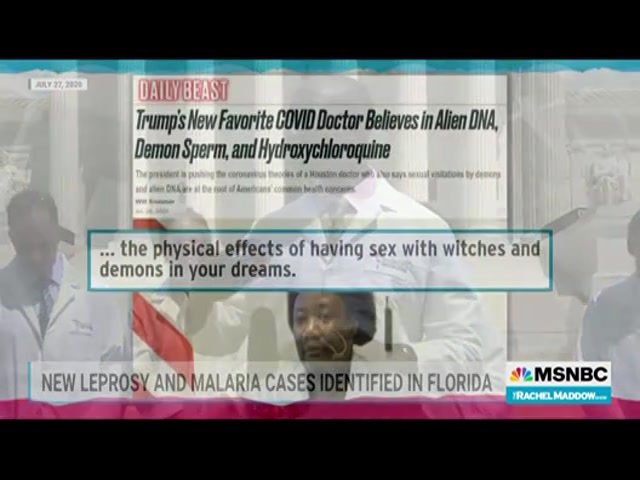 JULY 27, 2020
DAILY BEAST
Trump's New Favorite COVID Doctor Believes in Alien DNA,
Demon Sperm, and Hydroxychloroquine
The president is pushing the coronavirus theories of a Houston doctor who also says sexual visitations by demons
and alien DNA are at the root of Americans' common health concerns.
... the physical effects of having sex with witches and
demons in your dreams.
NEW LEPROSY AND MALARIA CASES IDENTIFIED IN FLORIDA
MSNBC
RACHEL MADDOW